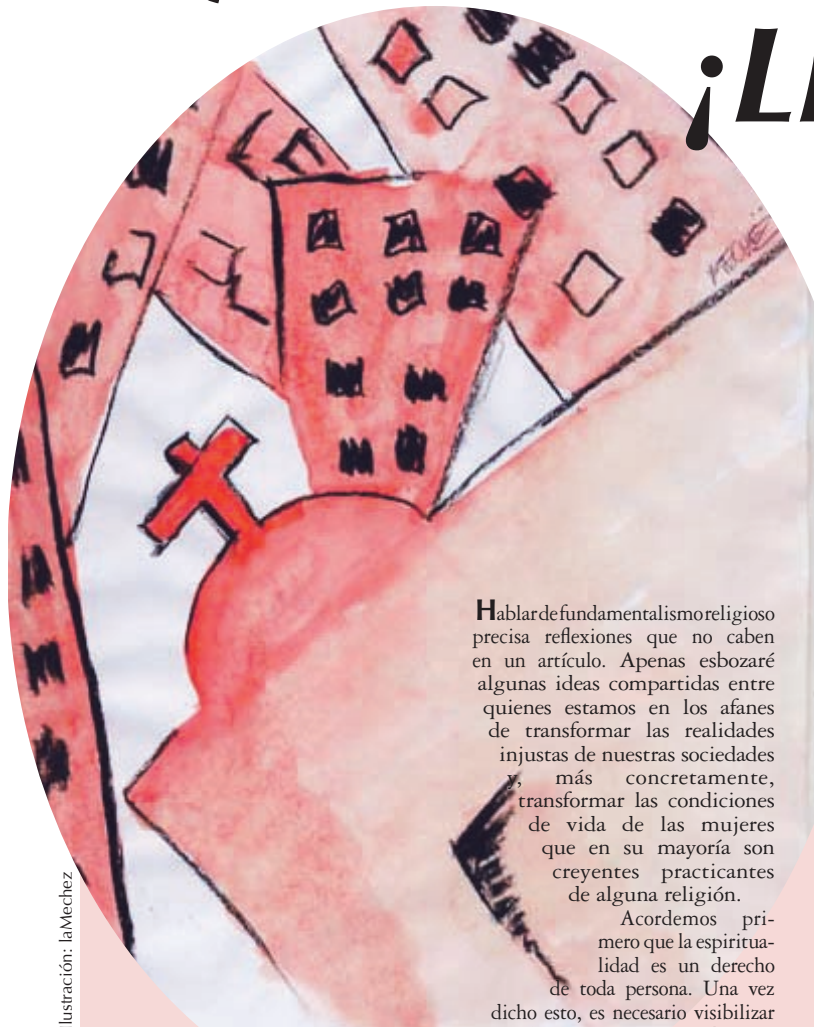 ¡LI
Hablar de fundamentalismo religioso
precisa reflexiones que no caben
en un artículo. Apenas esbozaré
algunas ideas compartidas entre
quienes estamos en los afanes
de transformar las realidades
injustas de nuestras sociedades
y, más concretamente,
transformar las condiciones
de vida de las mujeres
que en su mayoría son
creyentes practicantes
de alguna religión.
Acordemos pri-
mero que la espiritua-
lidad es un derecho
de toda persona. Una vez
dicho esto, es necesario visibilizar
lustración: laMechez